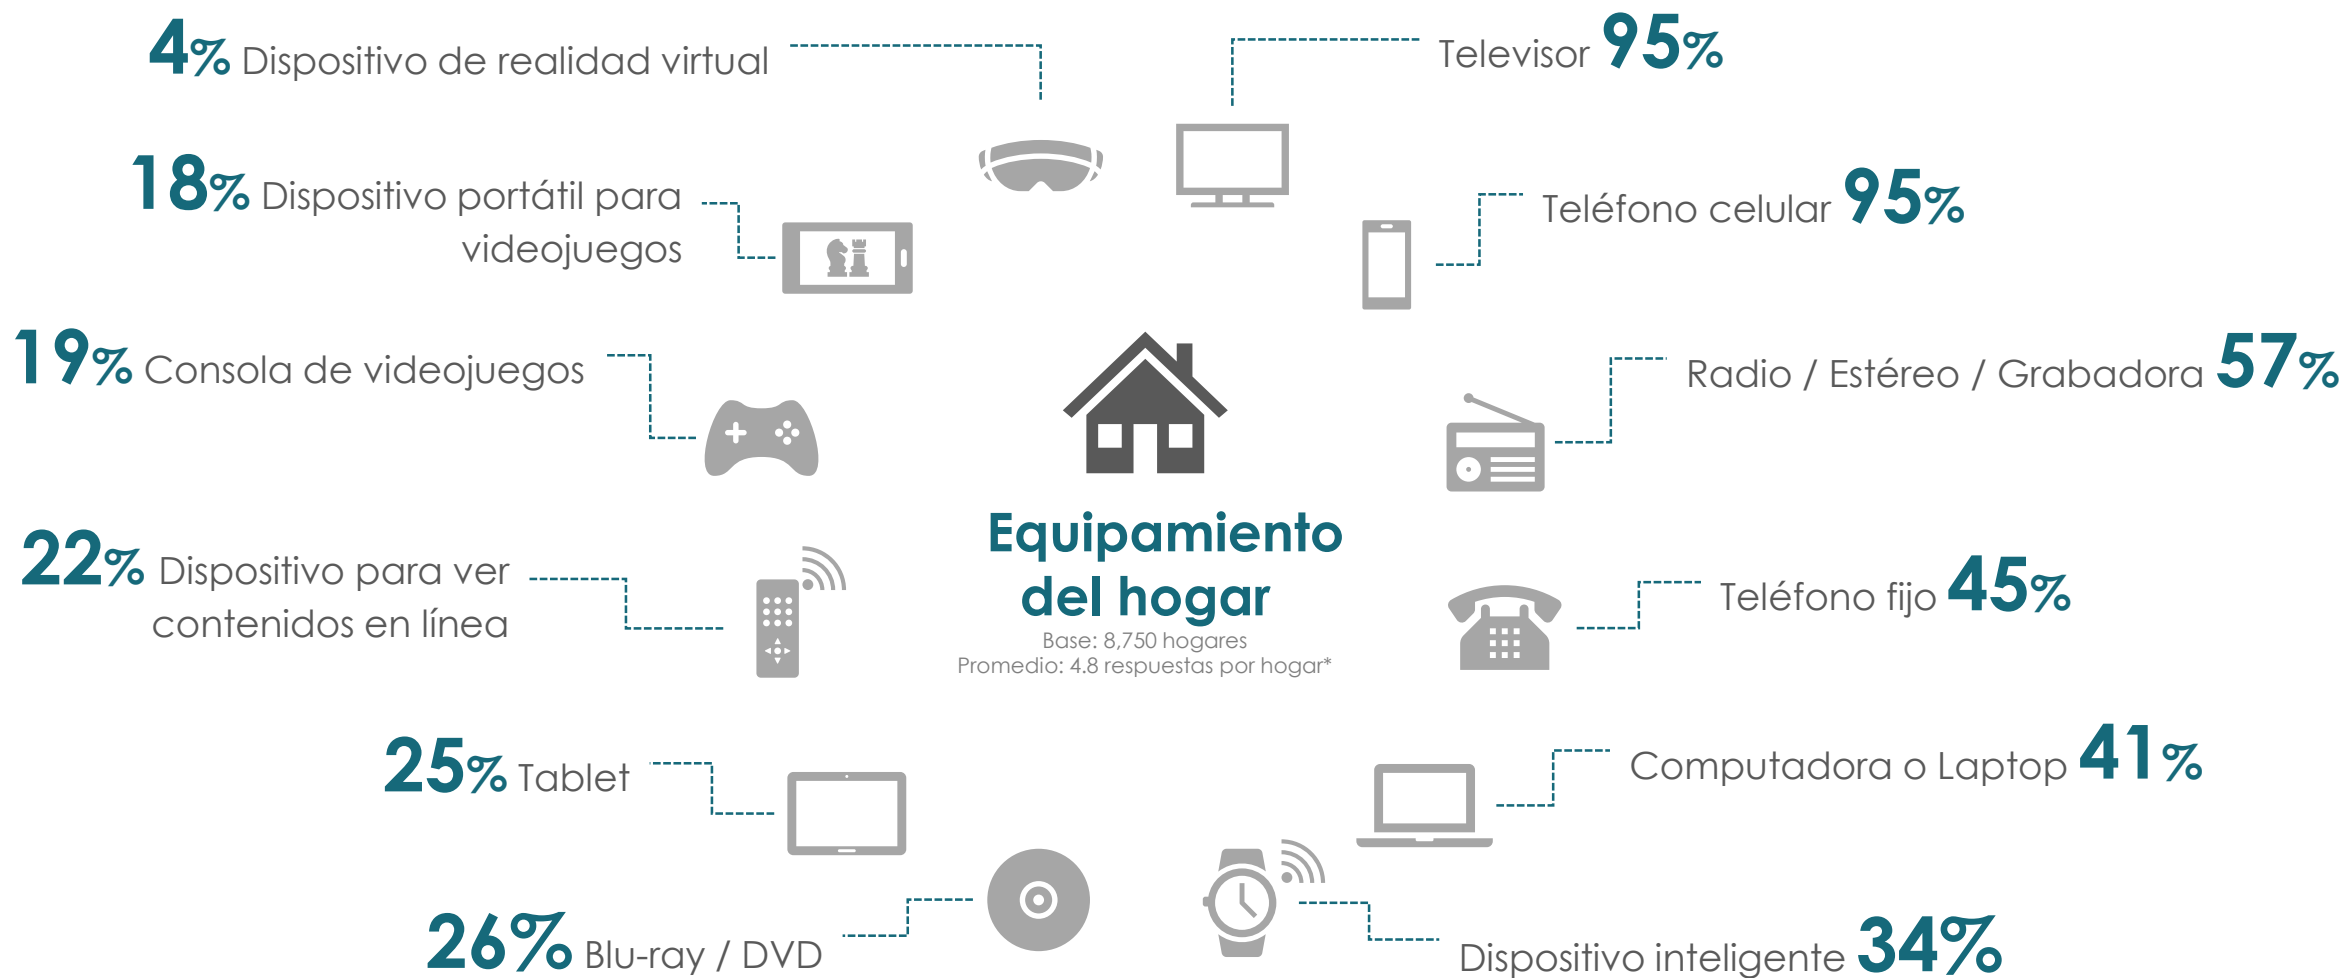 4% Dispositivo de realidad virtual
Televisor 95%
18% Dispositivo portátil para
videojuegos
Teléfono celular 95%
19% Consola de videojuegos
Radio / Estéreo / Grabadora 57%
Equipamiento
del hogar
Base: 8,750 hogares
Promedio: 4.8 respuestas por hogar*
22% Dispositivo para ver
contenidos en línea
Teléfono fijo 45%
25% Tablet
Computadora o Laptop 41%
26% Blu-ray / DVD
Dispositivo inteligente 34%